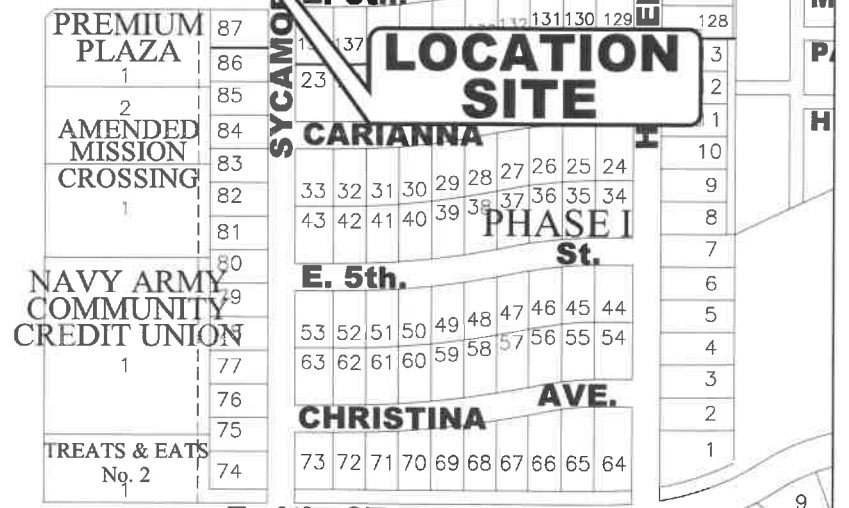 PREMIUM
PLAZA
1
2
AMENDED
MISSION
CROSSING
1
NAVY ARMY
COMMUNITY
CREDIT UNION
1
TREATS & EATS
No. 2
1
87
86
85
84
83
82
81
80
79
77
76
75
74
SYCAMOR
131 130 129
137
23
LOCATION
SITE
CARIANNA
33 32 31 30 29 28 27 26 25 24
43 42 41 40 39 38 37 36 35 34
PHASE I
E. 5th. St.
53 52 51 50 49 48 47 46 45 44
63 62 61 60 59 58 57 56 55 54
CHRISTINA AVE.
73 72 71 70 69 68 67 66 65 64
128
3
2
1
10
9
8
7
6
5
4
3
2
1
9
H